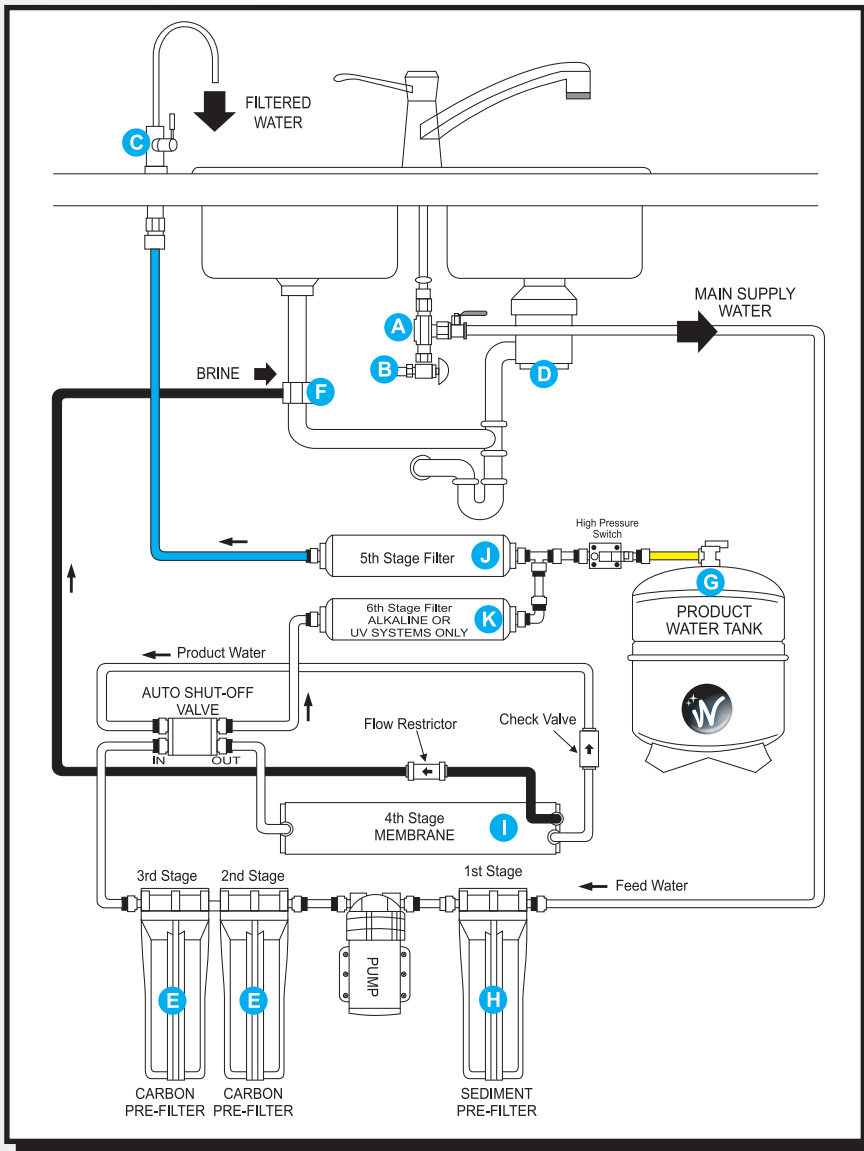 FILTERED
WATER
C
MAIN SUPPLY
WATER
A
B
D
BRINE
F
High Pressure
Switch
5th Stage Filter
J
G
6th Stage Filter
ALKALINE OR
UV SYSTEMS ONLY
K
PRODUCT
WATER TANK
W
Product Water
AUTO SHUT-OFF
VALVE
IN
OUT
Flow Restrictor
Check Valve
4th Stage
MEMBRANE
I
3rd Stage
2nd Stage
1st Stage
Feed Water
PUMP
E
E
H
CARBON
PRE-FILTER
CARBON
PRE-FILTER
SEDIMENT
PRE-FILTER